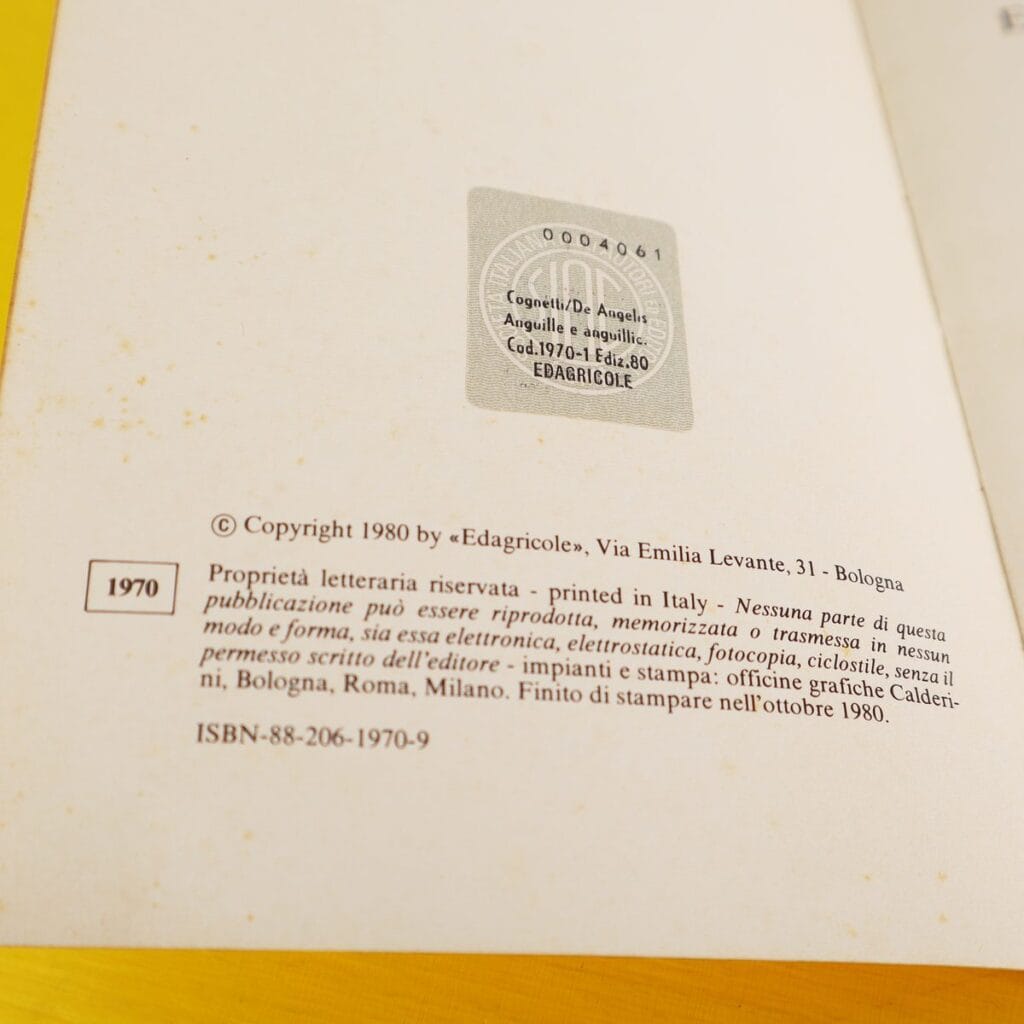 0004061
Cognetti/De Angelis
Anguille e anguillic.
Cod.1970-1 Ediz.80
EDAGRICOLE
© Copyright 1980 by «Edagricole», Via Emilia Levante, 31 - Bologna
1970
Proprietà letteraria riservata - printed in Italy - Nessuna parte di questa
pubblicazione può essere riprodotta, memorizzata o trasmessa in nessun
modo e forma, sia essa elettronica, elettrostatica, fotocopia, ciclostile, senza il
permesso scritto dell'editore - impianti e stampa: officine grafiche Calderi-
ni, Bologna, Roma, Milano. Finito di stampare nell'ottobre 1980.
ISBN-88-206-1970-9